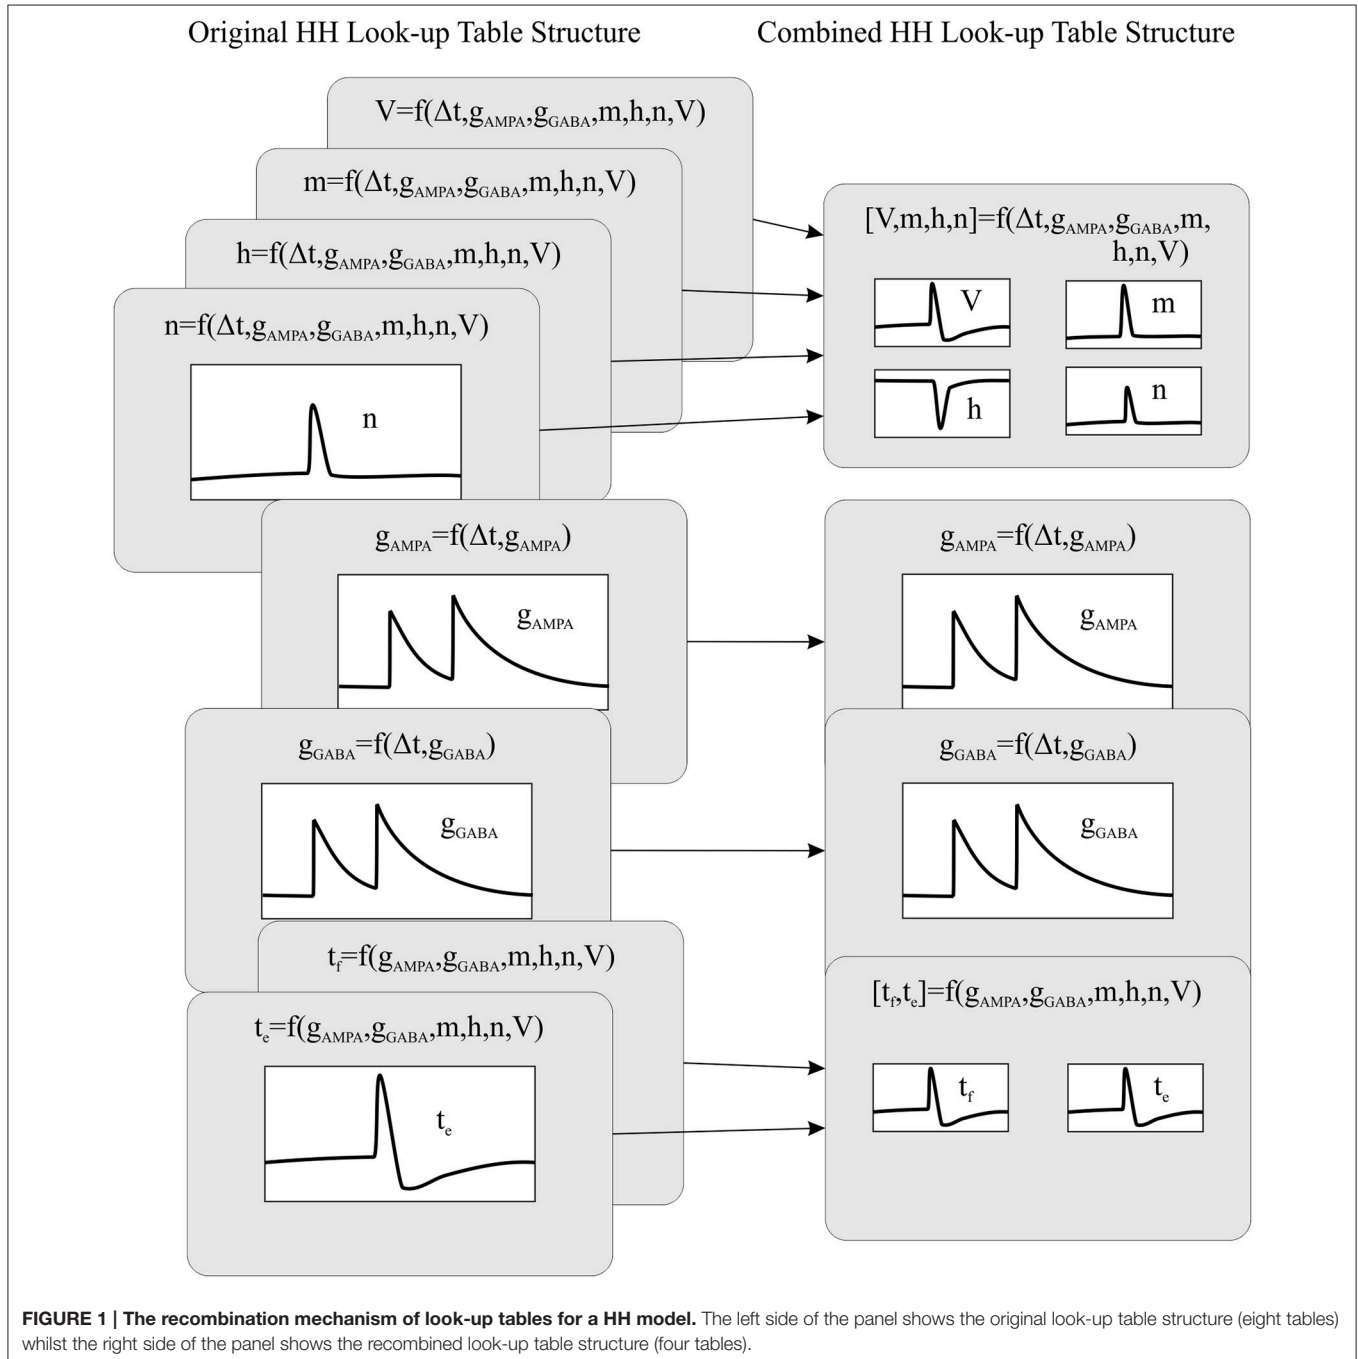 Original HH Look-up Table Structure
Combined HH Look-up Table Structure
V=f(Δt,gAMPA,gGABA,m,h,n,V)
m=f(Δt,gAMPA,gGABA,m,h,n,V)
h=f(Δt,gAMPA,gGABA,m,h,n,V)
n=f(Δt,gAMPA,gGABA,m,h,n,V)
n
gAMPA=f(Δt,gAMPA)
gAMPA
gGABA=f(Δt,gGABA)
gGABA
tf=f(gAMPA,gGABA,m,h,n,V)
te=f(gAMPA,gGABA,m,h,n,V)
te
[V,m,h,n]=f(Δt,gAMPA,gGABA,m,
h,n,V)
V
m
h
n
gAMPA=f(Δt,gAMPA)
gAMPA
gGABA=f(Δt,gGABA)
gGABA
[tf,te]=f(gAMPA,gGABA,m,h,n,V)
tf
te
FIGURE 1 | The recombination mechanism of look-up tables for a HH model. The left side of the panel shows the original look-up table structure (eight tables)
whilst the right side of the panel shows the recombined look-up table structure (four tables).